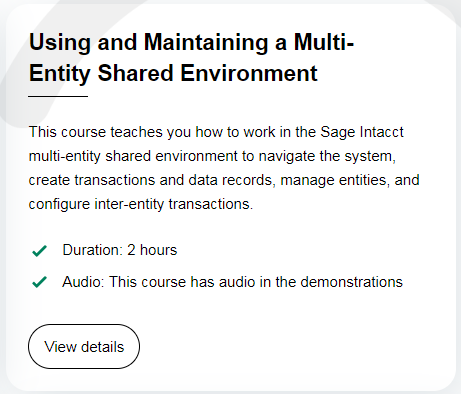 Using and Maintaining a Multi-
Entity Shared Environment
This course teaches you how to work in the Sage Intacct
multi-entity shared environment to navigate the system,
create transactions and data records, manage entities, and
configure inter-entity transactions.
Duration: 2 hours
Audio: This course has audio in the demonstrations
View details